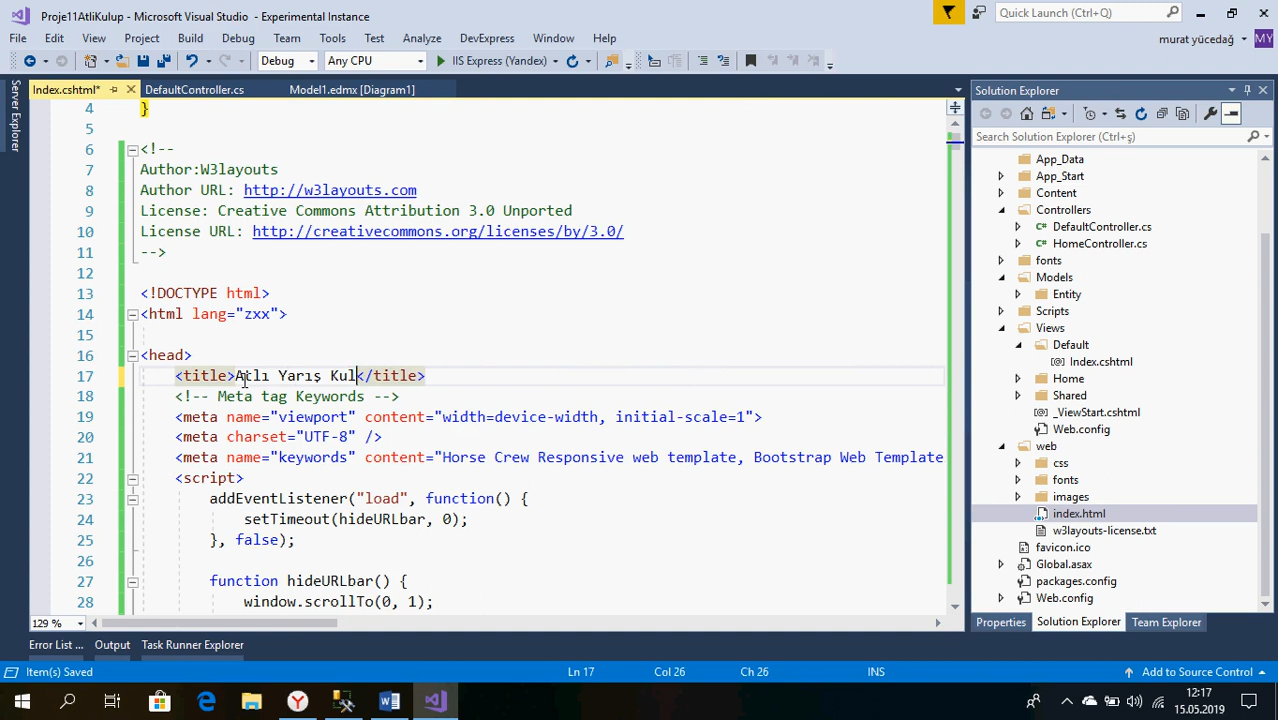 Proje11AtliKulup - Microsoft Visual Studio - Experimental Instance
Quick Launch (Ctrl+Q)
File Edit View Project Build Debug Team Tools Test Analyze DevExpress Window Help
murat yücedağ MY
Debug Any CPU IIS Express (Yandex)
Server Explorer
Index.cshtml* DefaultController.cs Model1.edmx [Diagram1]
4 }
5
6 <!--
7 Author:W3layouts
8 Author URL: http://w3layouts.com
9 License: Creative Commons Attribution 3.0 Unported
10 License URL: http://creativecommons.org/licenses/by/3.0/
11 -->
12
13 <!DOCTYPE html>
14 <html lang="zxx">
15
16 <head>
17 <title>Atlı Yarış Kul</title>
18 <!-- Meta tag Keywords -->
19 <meta name="viewport" content="width=device-width, initial-scale=1">
20 <meta charset="UTF-8" />
21 <meta name="keywords" content="Horse Crew Responsive web template, Bootstrap Web Template
22 <script>
23 addEventListener("load", function() {
24 setTimeout(hideURLbar, 0);
25 }, false);
26
27 function hideURLbar() {
28 window.scrollTo(0, 1);
129 %
Solution Explorer
Search Solution Explorer (Ctrl+ş)
App_Data
App_Start
Content
Controllers
DefaultController.cs
HomeController.cs
fonts
Models
Entity
Scripts
Views
Default
Index.cshtml
Home
Shared
_ViewStart.cshtml
Web.config
web
css
fonts
images
index.html
w3layouts-license.txt
favicon.ico
Global.asax
packages.config
Web.config
Properties Solution Explorer Team Explorer
Error List ... Output Task Runner Explorer
Item(s) Saved Ln 17 Col 26 Ch 26 INS Add to Source Control
12:17
15.05.2019